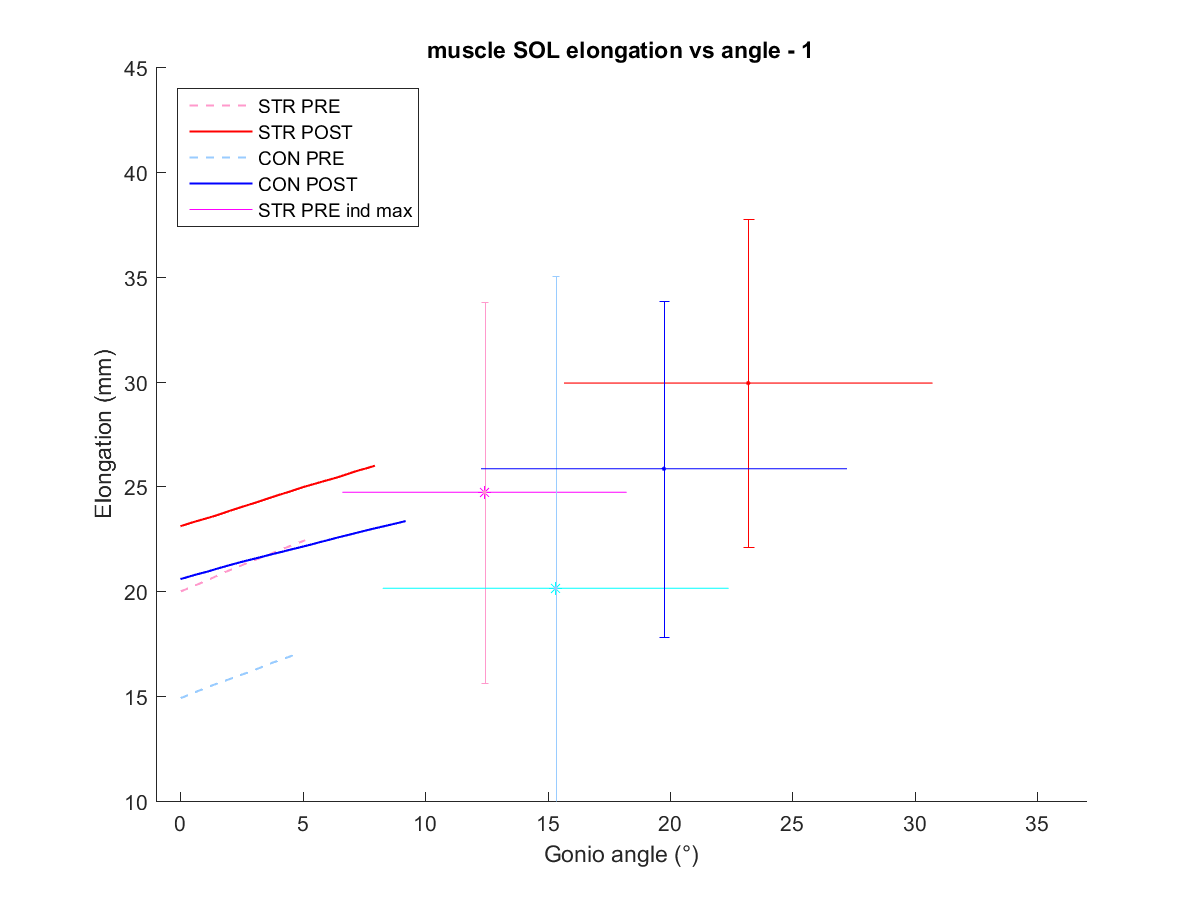 muscle SOL elongation vs angle - 1
45
40
35
30
25
20
15
10
Elongation (mm)
STR PRE
STR POST
CON PRE
CON POST
STR PRE ind max
0 5 10 15 20 25 30 35
Gonio angle (°)